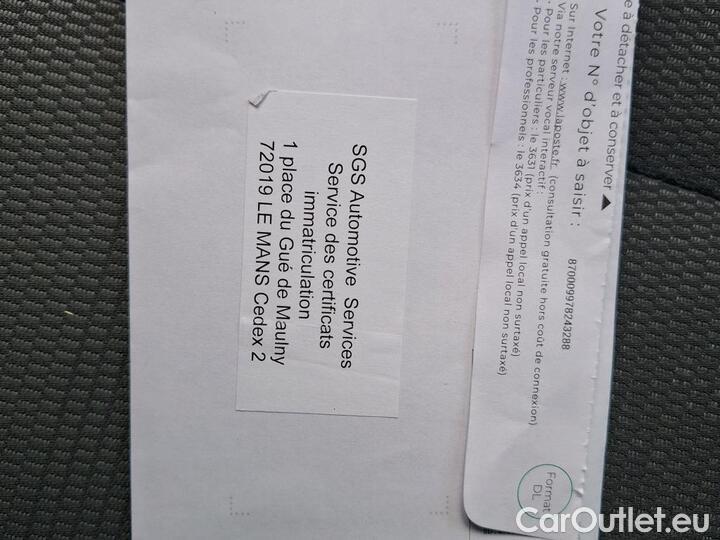 SGS Automotive Services
Service des certificats
immatriculation
1 place du Gué de Maulny
72019 LE MANS Cedex 2
e à détacher et à conserver ▲
Votre N° d'objet à saisir :
87000997824 3288
Sur Internet : www.laposte.fr (consultation gratuite hors coût de connexion)
Via notre serveur vocal interactif :
- Pour les particuliers : le 3631 (prix d'un appel local non surtaxé)
- Pour les professionnels : le 3634 (prix d'un appel local non surtaxé)
Format
DL
CarOutlet.eu